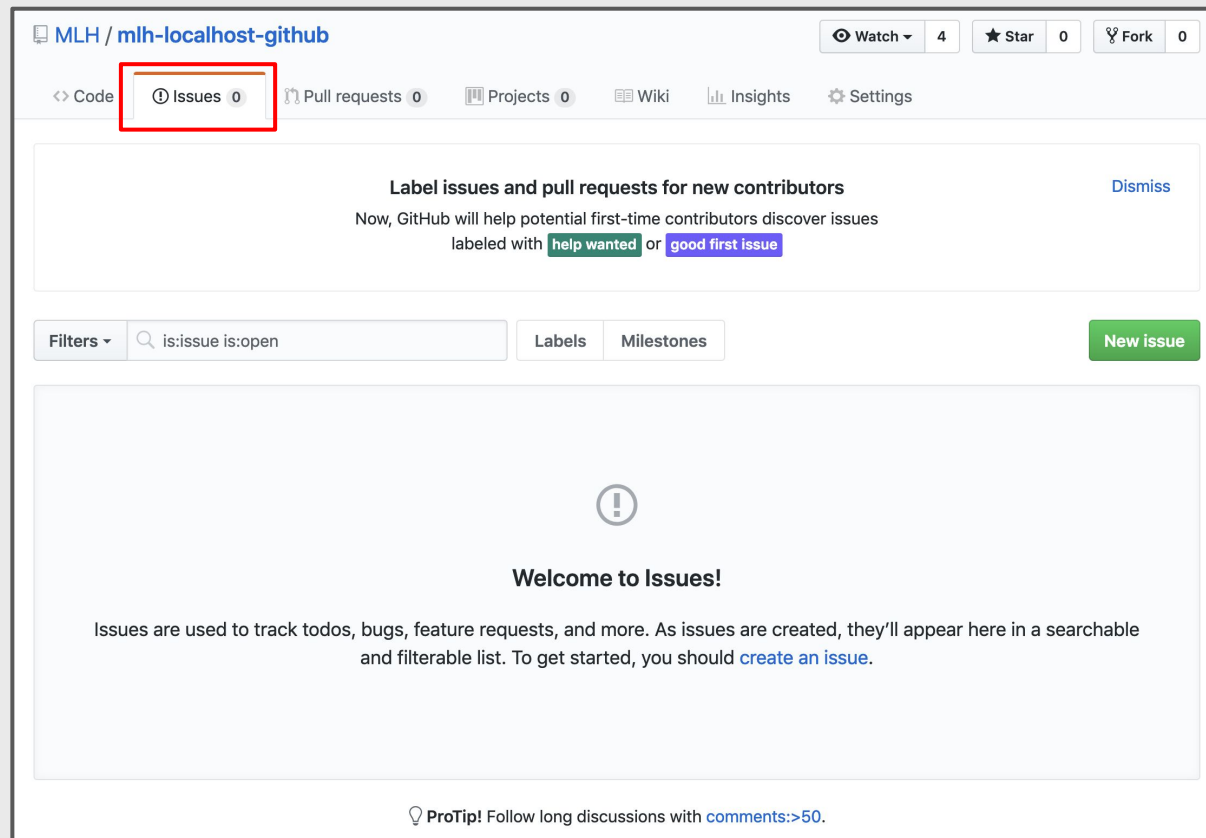 MLH / mlh-localhost-github
Watch 4 Star 0 Fork 0
<> Code Issues 0 Pull requests 0 Projects 0 Wiki Insights Settings
Label issues and pull requests for new contributors
Dismiss
Now, GitHub will help potential first-time contributors discover issues
labeled with help wanted or good first issue
Filters is:issue is:open Labels Milestones New issue
Welcome to Issues!
Issues are used to track todos, bugs, feature requests, and more. As issues are created, they’ll appear here in a searchable
and filterable list. To get started, you should create an issue.
ProTip! Follow long discussions with comments:>50.